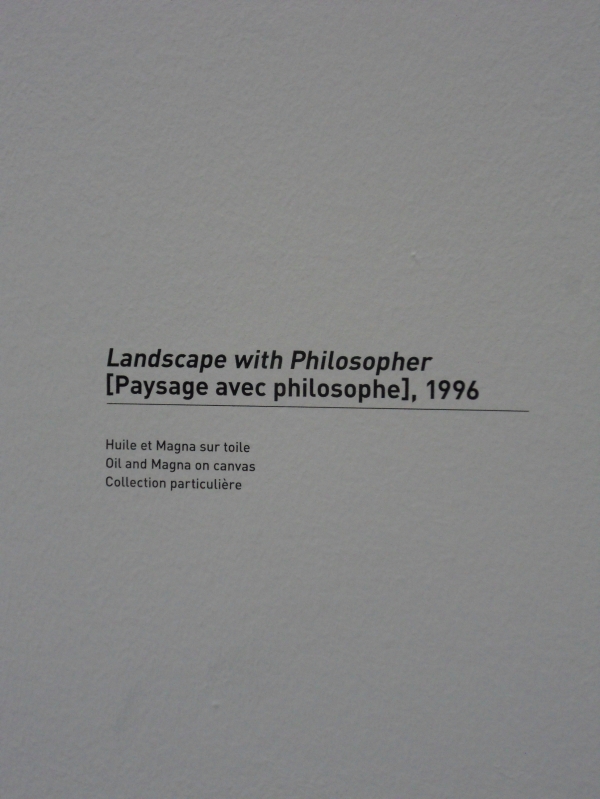 Landscape with Philosopher
[Paysage avec philosophe], 1996
Huile et Magna sur toile
Oil and Magna on canvas
Collection particulière